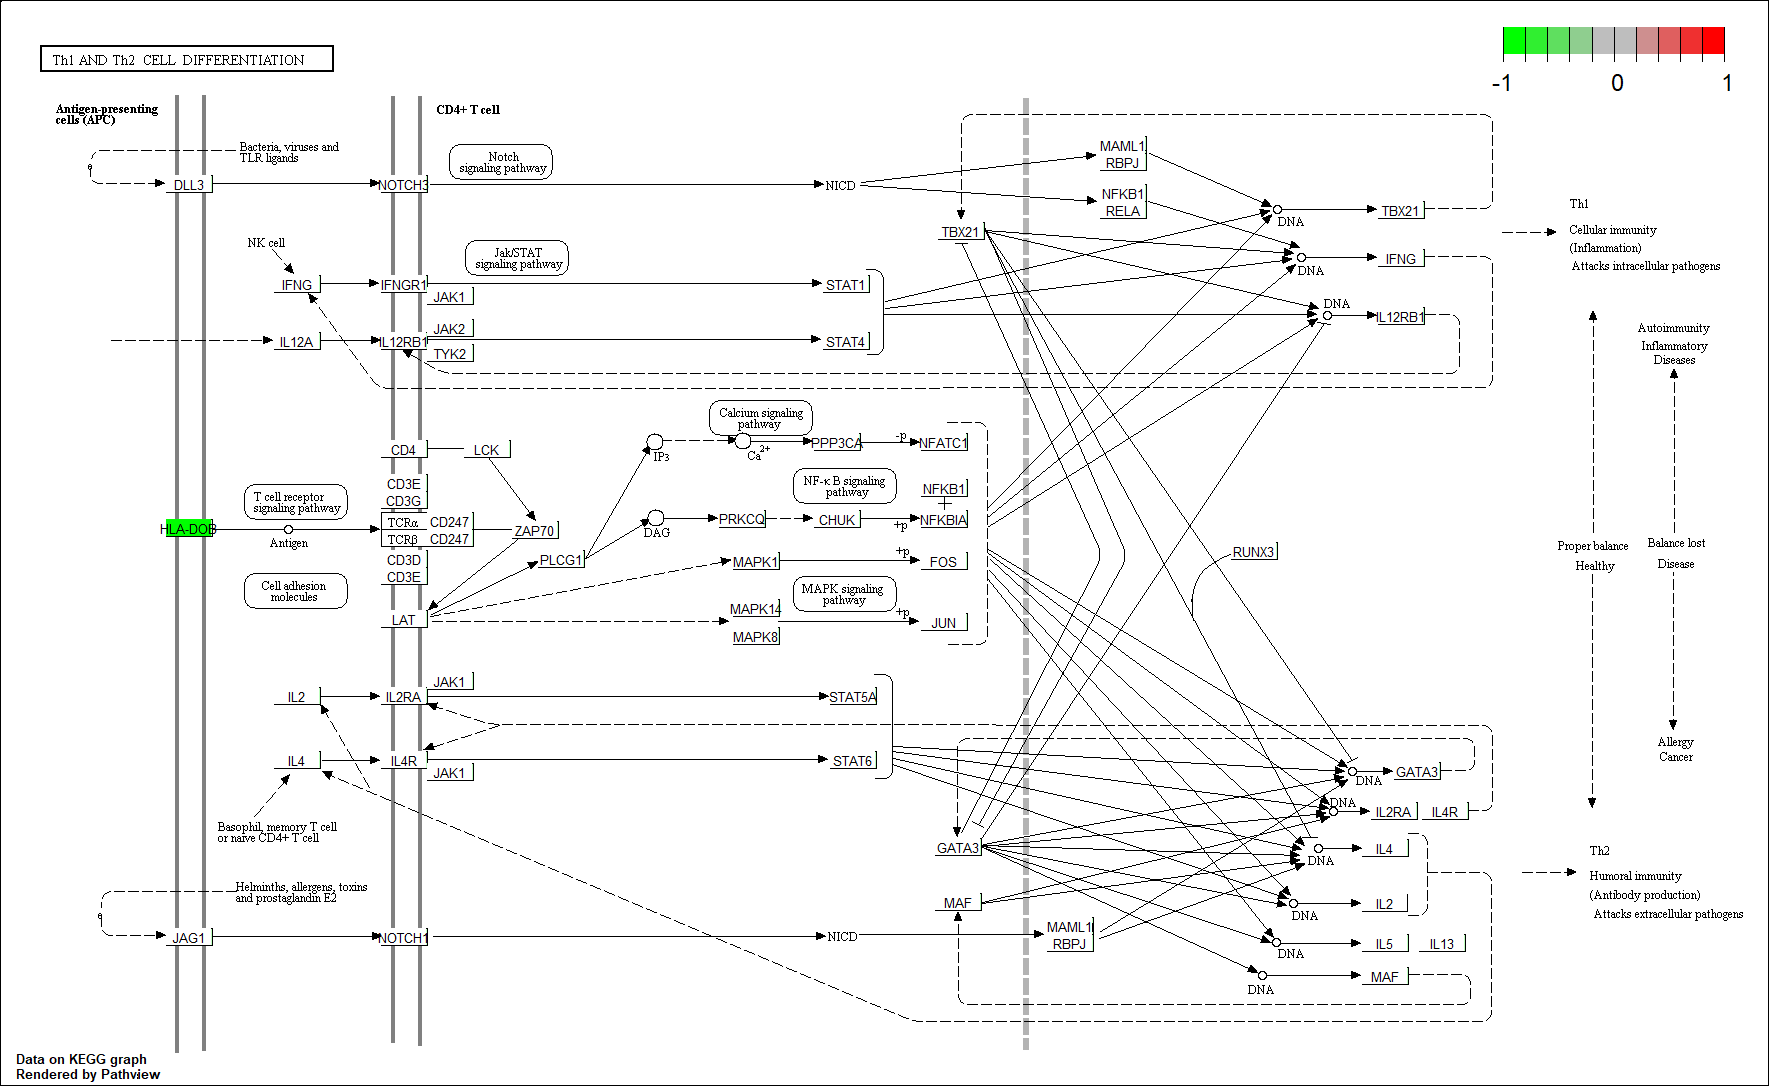 Th1 AND Th2 CELL DIFFERENTIATION
-1 0 1
Antigen-presenting
cells (APC)
CD4+ T cell
Bacteria, viruses and
TLR ligands
e
DLL3
NOTCH3
Notch
signaling pathway
NICD
MAML1
RBPJ
NFKB1
RELA
TBX21
DNA
TBX21
Th1
Cellular immunity
(Inflammation)
Attacks intracellular pathogens
NK cell
IFNG
IFNGR1
JAK1
Jak/STAT
signaling pathway
STAT1
DNA
IFNG
IL12A
IL12RB1
JAK2
TYK2
STAT4
DNA
IL12RB1
Autoimmunity
Inflammatory
Diseases
Calcium signaling
pathway
CD4
LCK
IP3
Ca2+
PPP3CA
-p
NFATC1
CD3E
CD3G
T cell receptor
signaling pathway
NF-κ B signaling
pathway
NFKB1
HLA-DOB
Antigen
TCRα CD247
TCRβ CD247
ZAP70
DAG
PRKCQ
CHUK
+p
NFKBIA
CD3D
CD3E
PLCG1
MAPK1
+p
FOS
RUNX3
Proper balance
Healthy
Balance lost
Disease
Cell adhesion
molecules
LAT
MAPK14
MAPK8
MAPK signaling
pathway
+p
JUN
IL2
IL2RA
JAK1
STAT5A
IL4
IL4R
JAK1
STAT6
Allergy
Cancer
DNA
GATA3
DNA
IL2RA
IL4R
Basophil, memory T cell
or naive CD4+ T cell
GATA3
DNA
IL4
Th2
Humoral immunity
(Antibody production)
Attacks extracellular pathogens
Helminths, allergens, toxins
and prostaglandin E2
e
MAF
DNA
IL2
JAG1
NOTCH1
NICD
MAML1
RBPJ
DNA
IL5
IL13
DNA
MAF
Data on KEGG graph
Rendered by Pathview